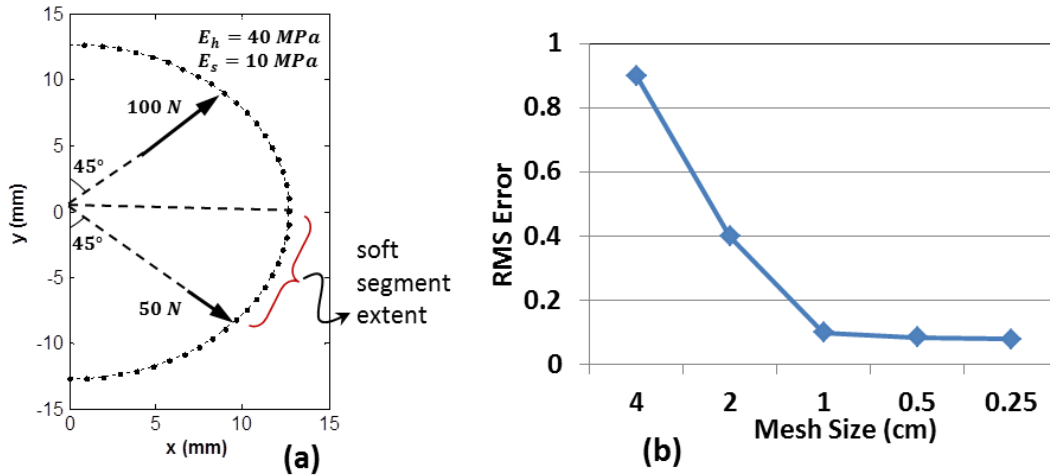 15
10
5
0
-5
-10
-15
y (mm)
0 5 10 15
x (mm)
E_h = 40 MPa
E_s = 10 MPa
100 N
45°
45°
50 N
soft
segment
extent
(a)
1
0.8
0.6
0.4
0.2
0
RMS Error
4 2 1 0.5 0.25
Mesh Size (cm)
(b)